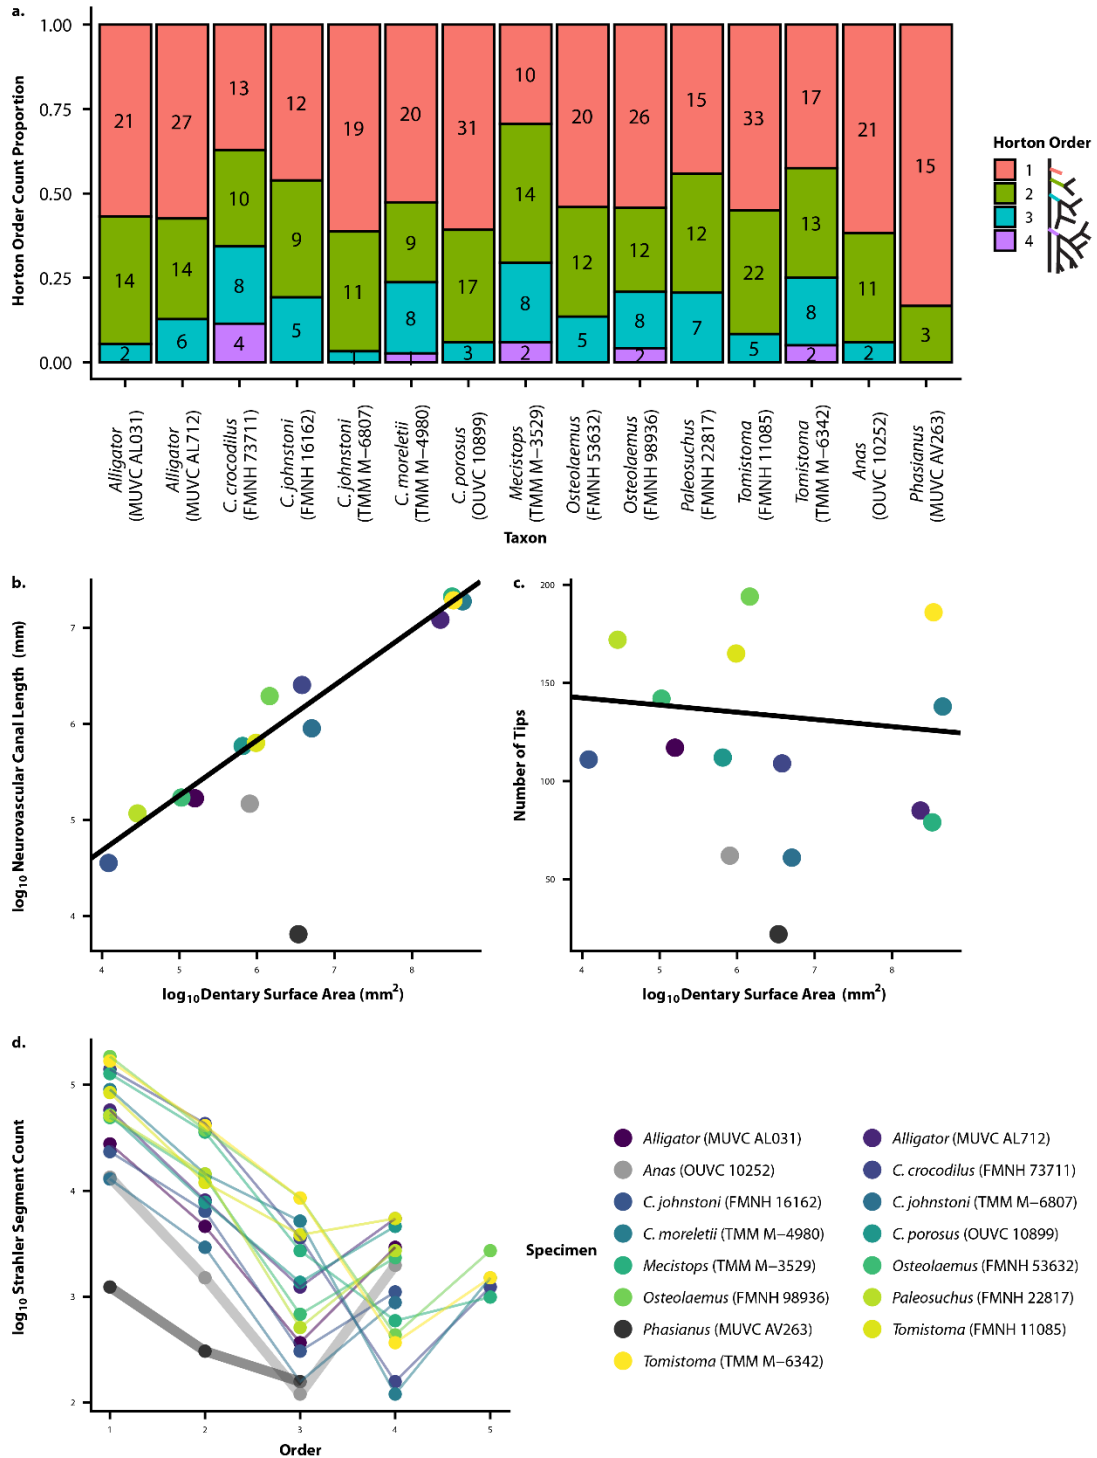 a.
Horton Order Count Proportion
1.00
0.75
0.50
0.25
0.00
21
14
2
27
14
6
13
10
8
4
12
9
5
19
11
1
20
9
8
1
31
17
3
10
14
8
2
20
12
5
26
12
8
2
15
12
7
33
22
5
17
13
8
2
21
11
2
15
3
Alligator
(MUVC AL031)
Alligator
(MUVC AL712)
C. crocodilus
(FMNH 73711)
C. johnstoni
(FMNH 16162)
C. johnstoni
(TMM M−6807)
C. moreletii
(TMM M−4980)
C. porosus
(OUVC 10899)
Mecistops
(TMM M−3529)
Osteolaemus
(FMNH 53632)
Osteolaemus
(FMNH 98936)
Paleosuchus
(FMNH 22817)
Tomistoma
(FMNH 11085)
Tomistoma
(TMM M−6342)
Anas
(OUVC 10252)
Phasianus
(MUVC AV263)
Taxon
Horton Order
1
2
3
4
b.
log10 Neurovascular Canal Length (mm)
7
6
5
4
4 5 6 7 8
log10Dentary Surface Area (mm2)
c.
Number of Tips
200
150
100
50
4 5 6 7 8
log10Dentary Surface Area (mm2)
d.
log10 Strahler Segment Count
5
4
3
2
1 2 3 4 5
Order
Specimen
Alligator (MUVC AL031)
Alligator (MUVC AL712)
Anas (OUVC 10252)
C. crocodilus (FMNH 73711)
C. johnstoni (FMNH 16162)
C. johnstoni (TMM M−6807)
C. moreletii (TMM M−4980)
C. porosus (OUVC 10899)
Mecistops (TMM M−3529)
Osteolaemus (FMNH 53632)
Osteolaemus (FMNH 98936)
Paleosuchus (FMNH 22817)
Phasianus (MUVC AV263)
Tomistoma (FMNH 11085)
Tomistoma (TMM M−6342)